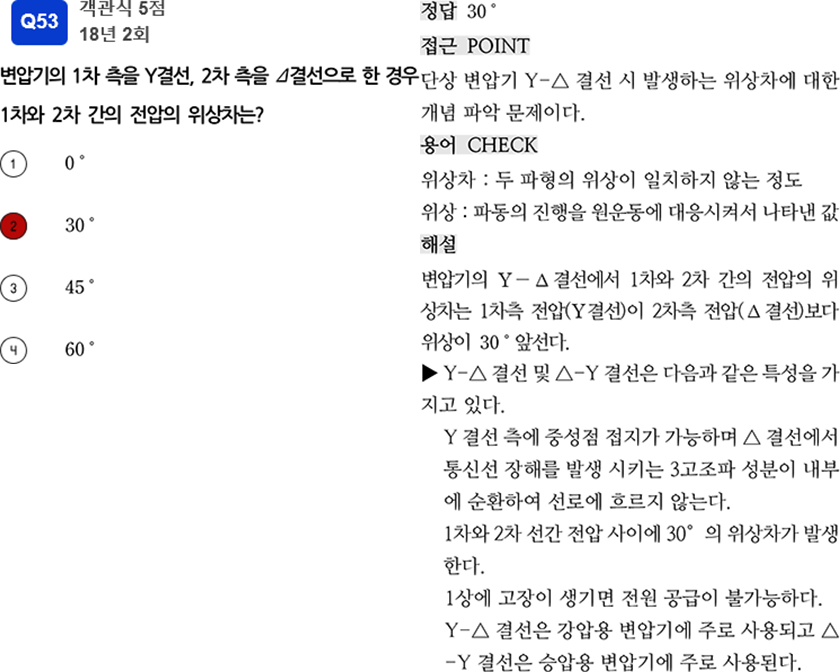 Q53
객관식 5점
18년 2회
변압기의 1차 측을 Y결선, 2차 측을 ⊿결선으로 한 경우
1차와 2차 간의 전압의 위상차는?
1 0˚
2 30˚
3 45˚
4 60˚
정답 30˚
접근 POINT
단상 변압기 Y-△ 결선 시 발생하는 위상차에 대한
개념 파악 문제이다.
용어 CHECK
위상차 : 두 파형의 위상이 일치하지 않는 정도
위상 : 파동의 진행을 원운동에 대응시켜서 나타낸 값
해설
변압기의 Y－Δ결선에서 1차와 2차 간의 전압의 위
상차는 1차측 전압(Y결선)이 2차측 전압(Δ결선)보다
위상이 30˚앞선다.
▶ Y-△ 결선 및 △-Y 결선은 다음과 같은 특성을 가
지고 있다.
Y 결선 측에 중성점 접지가 가능하며 △ 결선에서
통신선 장해를 발생 시키는 3고조파 성분이 내부
에 순환하여 선로에 흐르지 않는다.
1차와 2차 선간 전압 사이에 30˚ 의 위상차가 발생
한다.
1상에 고장이 생기면 전원 공급이 불가능하다.
Y-△ 결선은 강압용 변압기에 주로 사용되고 △
-Y 결선은 승압용 변압기에 주로 사용된다.